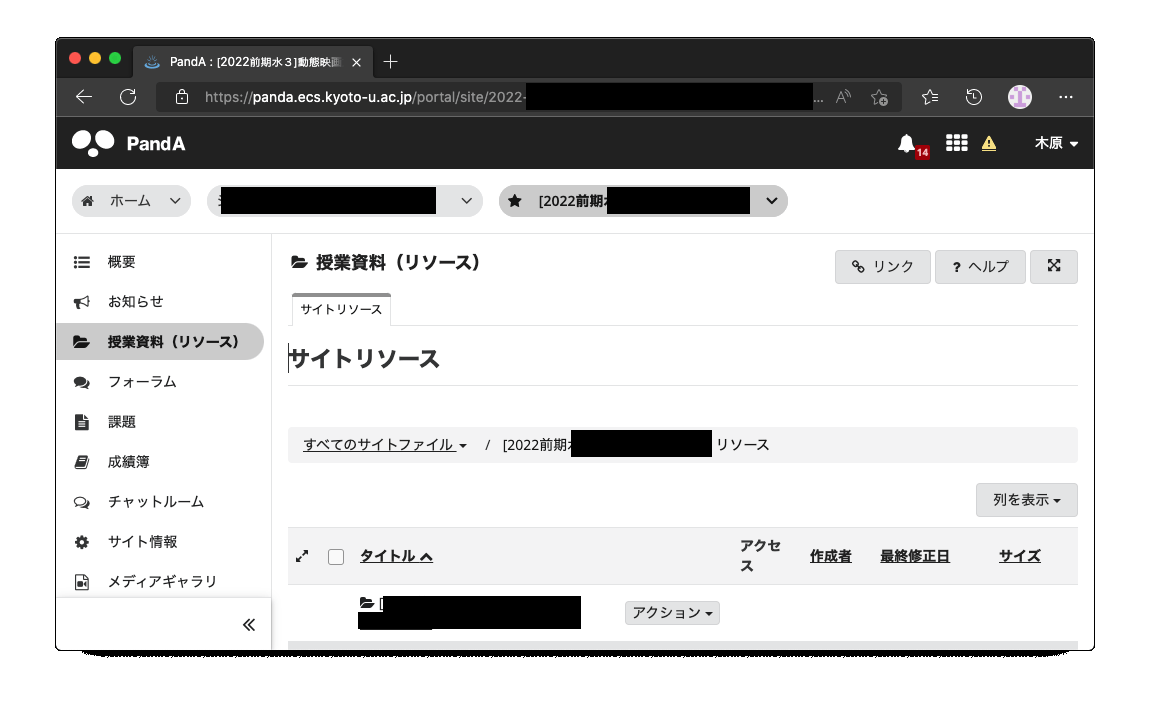 PandA : [2022前期水３]動態映画
https://panda.ecs.kyoto-u.ac.jp/portal/site/2022- ...
PandA
14
木原
ホーム
[2022前期
概要
お知らせ
授業資料（リソース）
フォーラム
課題
成績簿
チャットルーム
サイト情報
メディアギャラリ
授業資料（リソース）
リンク
? ヘルプ
サイトリソース
サイトリソース
すべてのサイトファイル / [2022前期 リソース
列を表示
タイトル
アクセ
ス
作成者
最終修正日
サイズ
アクション